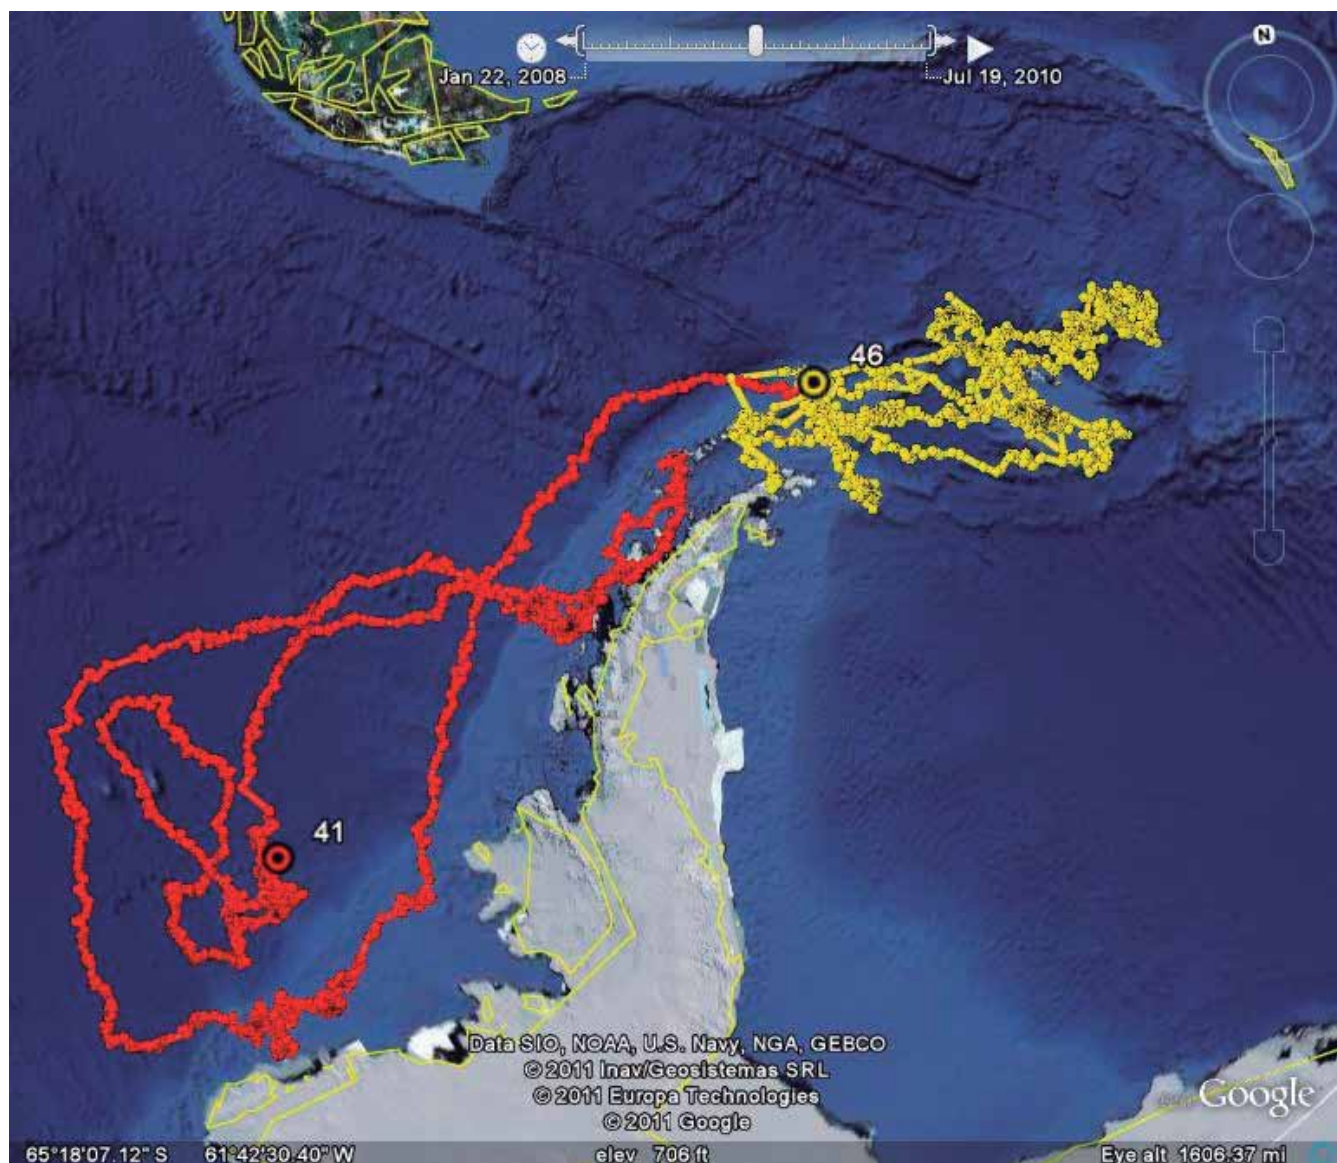 N
Jan 22, 2008
Jul 19, 2010
46
41
Data SIO, NOAA, U.S. Navy, NGA, GEBCO
© 2011 Inav/Geosistemas SRL
© 2011 Europa Technologies
© 2011 Google
Google
65°18'07.12" S 61°42'30.40" W elev 706 ft Eye alt 1606.37 mi